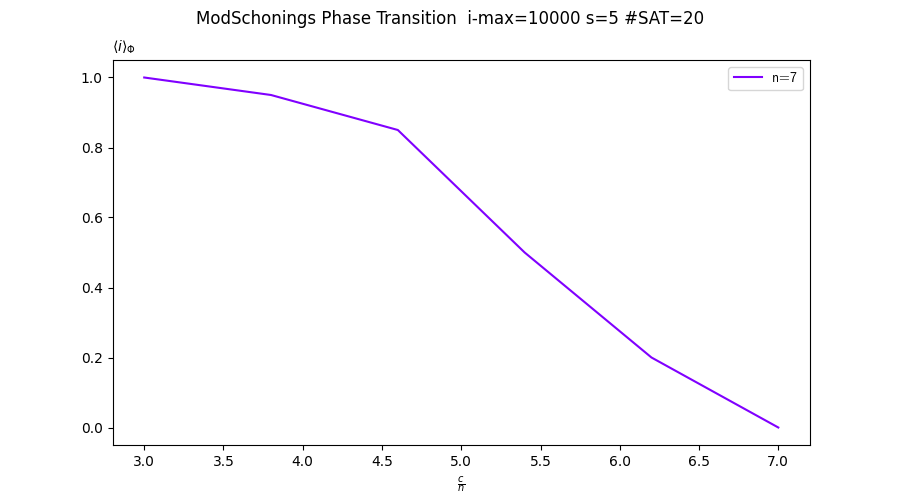 ModSchonings Phase Transition  i-max=10000 s=5 #SAT=20
⟨i⟩Φ
n=7
1.0
0.8
0.6
0.4
0.2
0.0
3.0 3.5 4.0 4.5 5.0 5.5 6.0 6.5 7.0
c/n